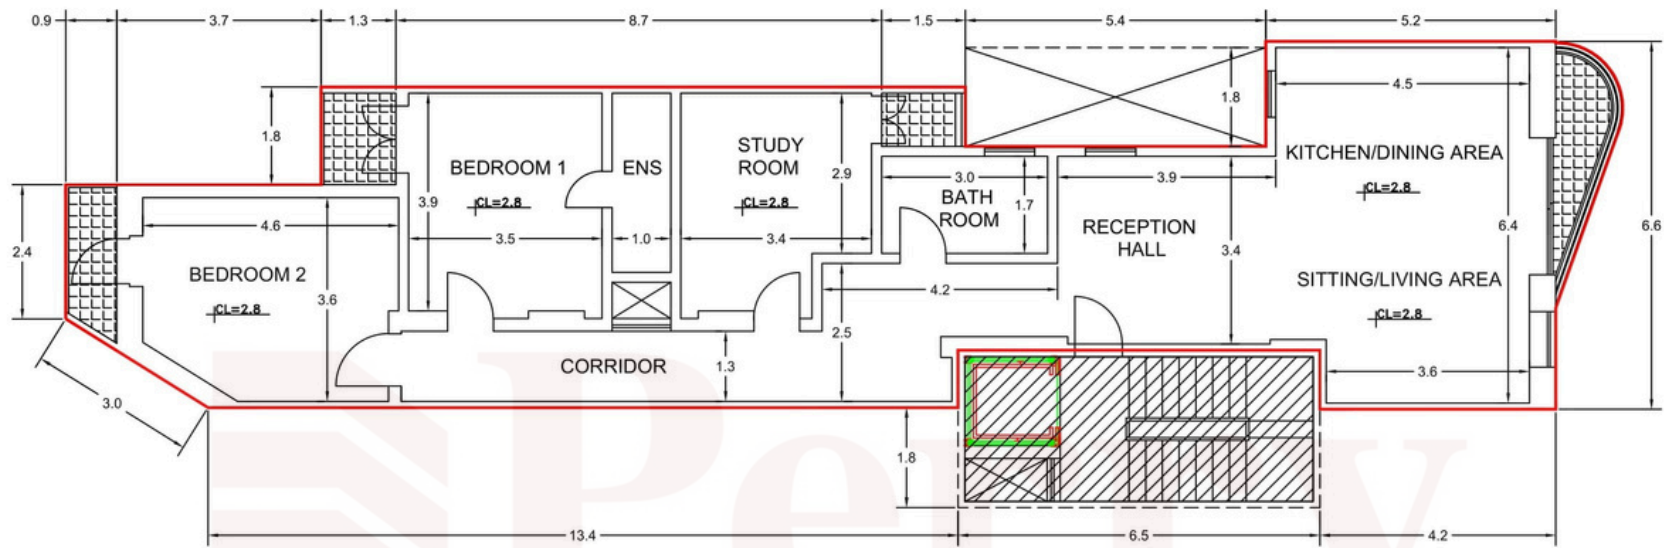 0.9 3.7 1.3 8.7 1.5 5.4 5.2
1.8
4.5
1.8
BEDROOM 1
ENS
STUDY
ROOM
2.9
KITCHEN/DINING AREA
CL=2.8
CL=2.8
CL=2.8
3.0
3.9
3.9
1.7
BATH
ROOM
4.6
3.5
1.0
3.4
RECEPTION
HALL
3.4
6.4
6.6
2.4
BEDROOM 2
CL=2.8
3.6
4.2
SITTING/LIVING AREA
CL=2.8
2.5
CORRIDOR
1.3
3.6
3.0
1.8
13.4 6.5 4.2
Perry